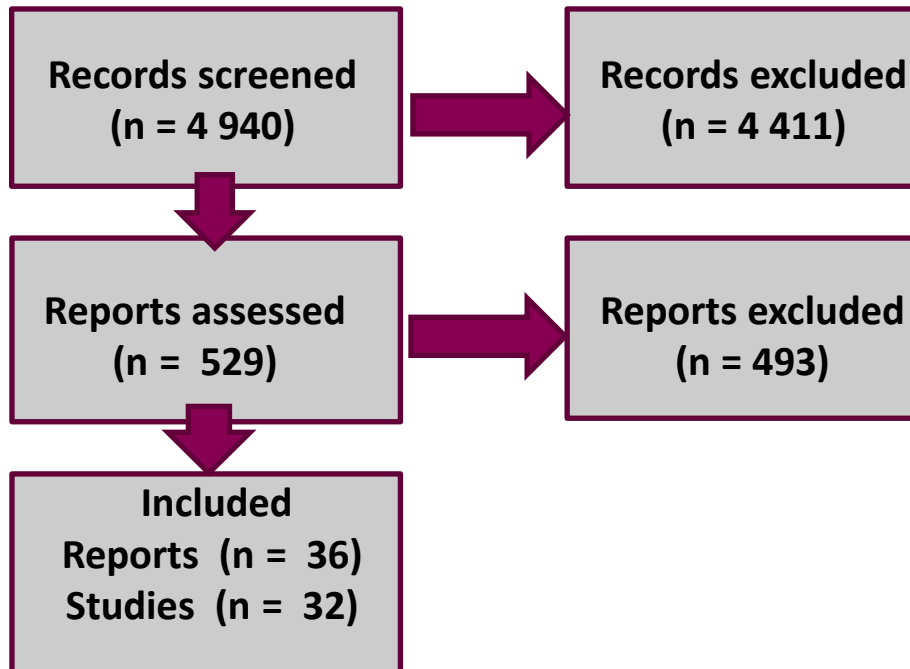 Records screened
(n = 4 940)
Records excluded
(n = 4 411)
Reports assessed
(n =  529)
Reports excluded
(n = 493)
Included
Reports  (n =  36)
Studies  (n =  32)